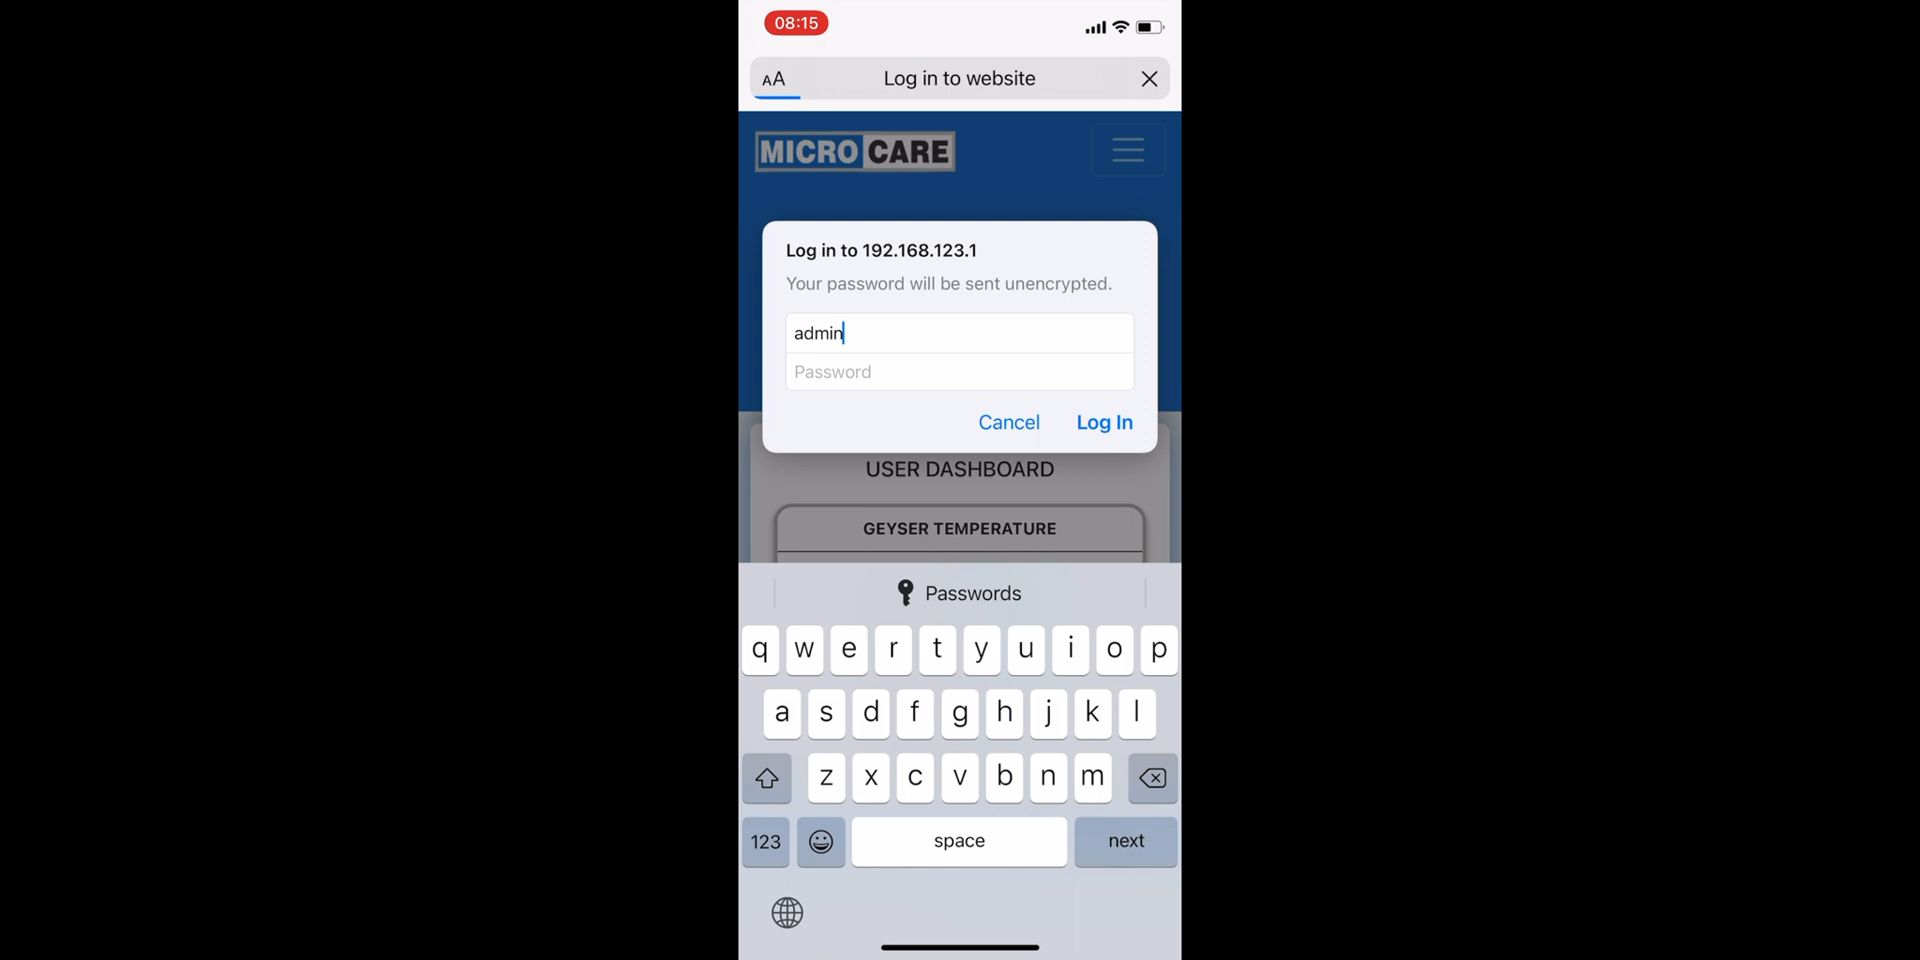 08:15
AA Log in to website
MICRO CARE
Log in to 192.168.123.1
Your password will be sent unencrypted.
admin
Password
Cancel Log In
USER DASHBOARD
GEYSER TEMPERATURE
Passwords
q w e r t y u i o p
a s d f g h j k l
z x c v b n m
123 space next